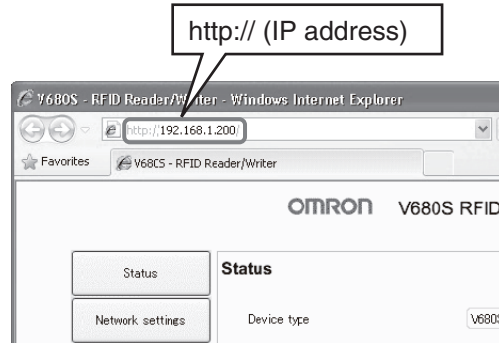 http:// (IP address)
V680S - RFID Reader/Writer - Windows Internet Explorer
http://192.168.1.200/
Favorites
V680S - RFID Reader/Writer
OMRON V680S RFID
Status
Status
Network settings
Device type
V680S